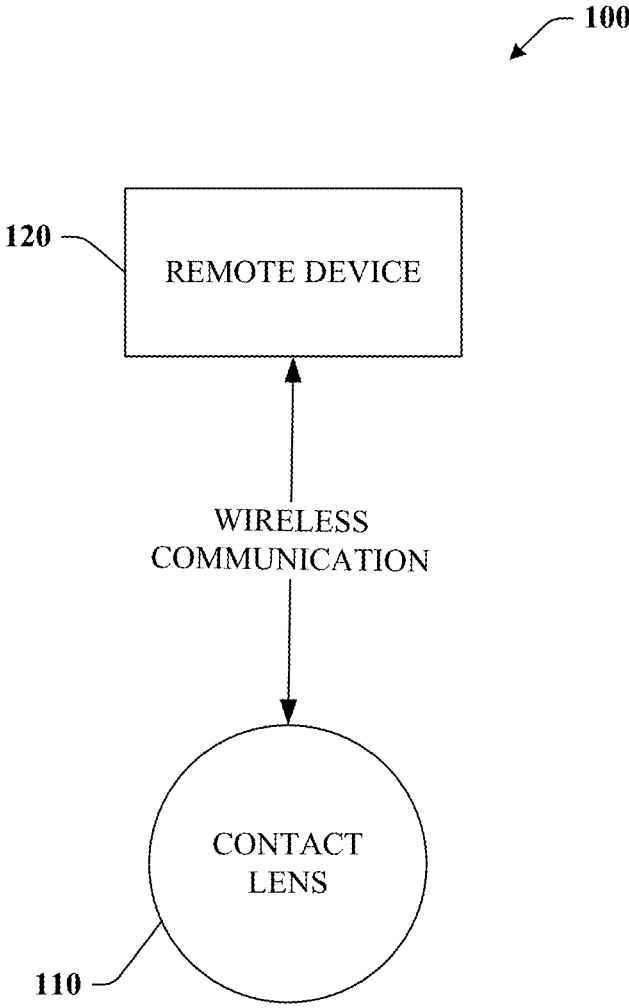 100
120
REMOTE DEVICE
WIRELESS
COMMUNICATION
CONTACT
LENS
110